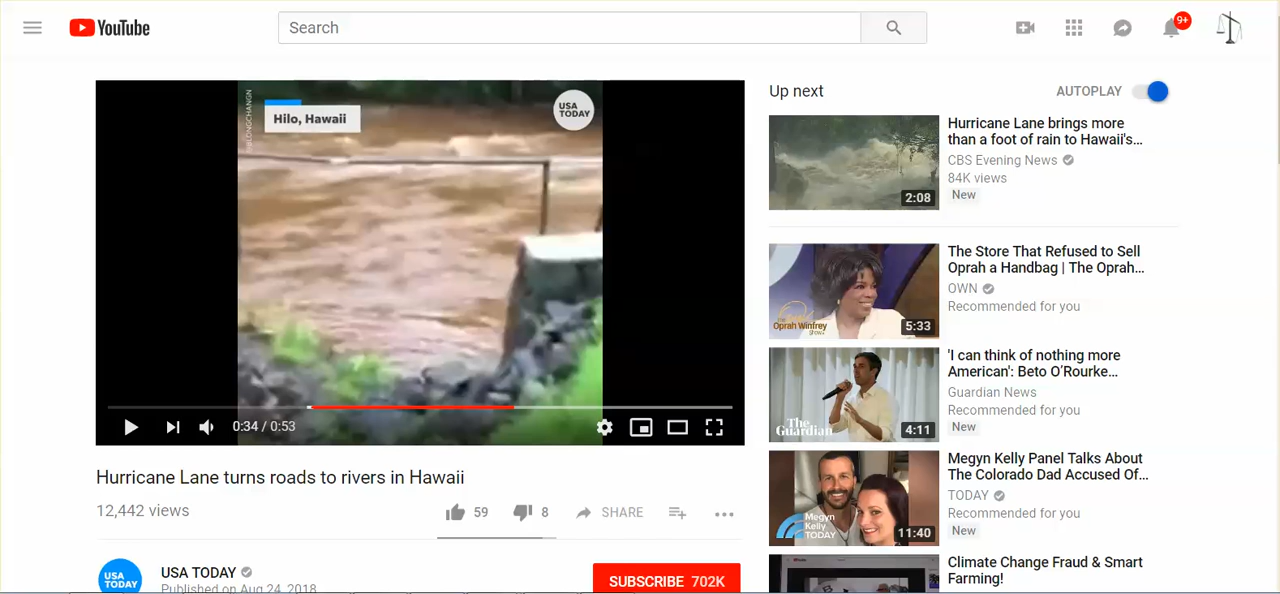 YouTube
Search
9+
Hilo, Hawaii
USA
TODAY
0:34 / 0:53
Hurricane Lane turns roads to rivers in Hawaii
12,442 views
59
8
SHARE
USA
TODAY
USA TODAY
Published on Aug 24, 2018
SUBSCRIBE 702K
Up next
AUTOPLAY
2:08
Hurricane Lane brings more
than a foot of rain to Hawaii's...
CBS Evening News
84K views
New
Oprah Winfrey
Show
5:33
The Store That Refused to Sell
Oprah a Handbag | The Oprah...
OWN
Recommended for you
The
Guardian
4:11
'I can think of nothing more
American': Beto O’Rourke...
Guardian News
Recommended for you
New
Megyn
Kelly
TODAY
11:40
Megyn Kelly Panel Talks About
The Colorado Dad Accused Of...
TODAY
Recommended for you
New
Climate Change Fraud & Smart
Farming!